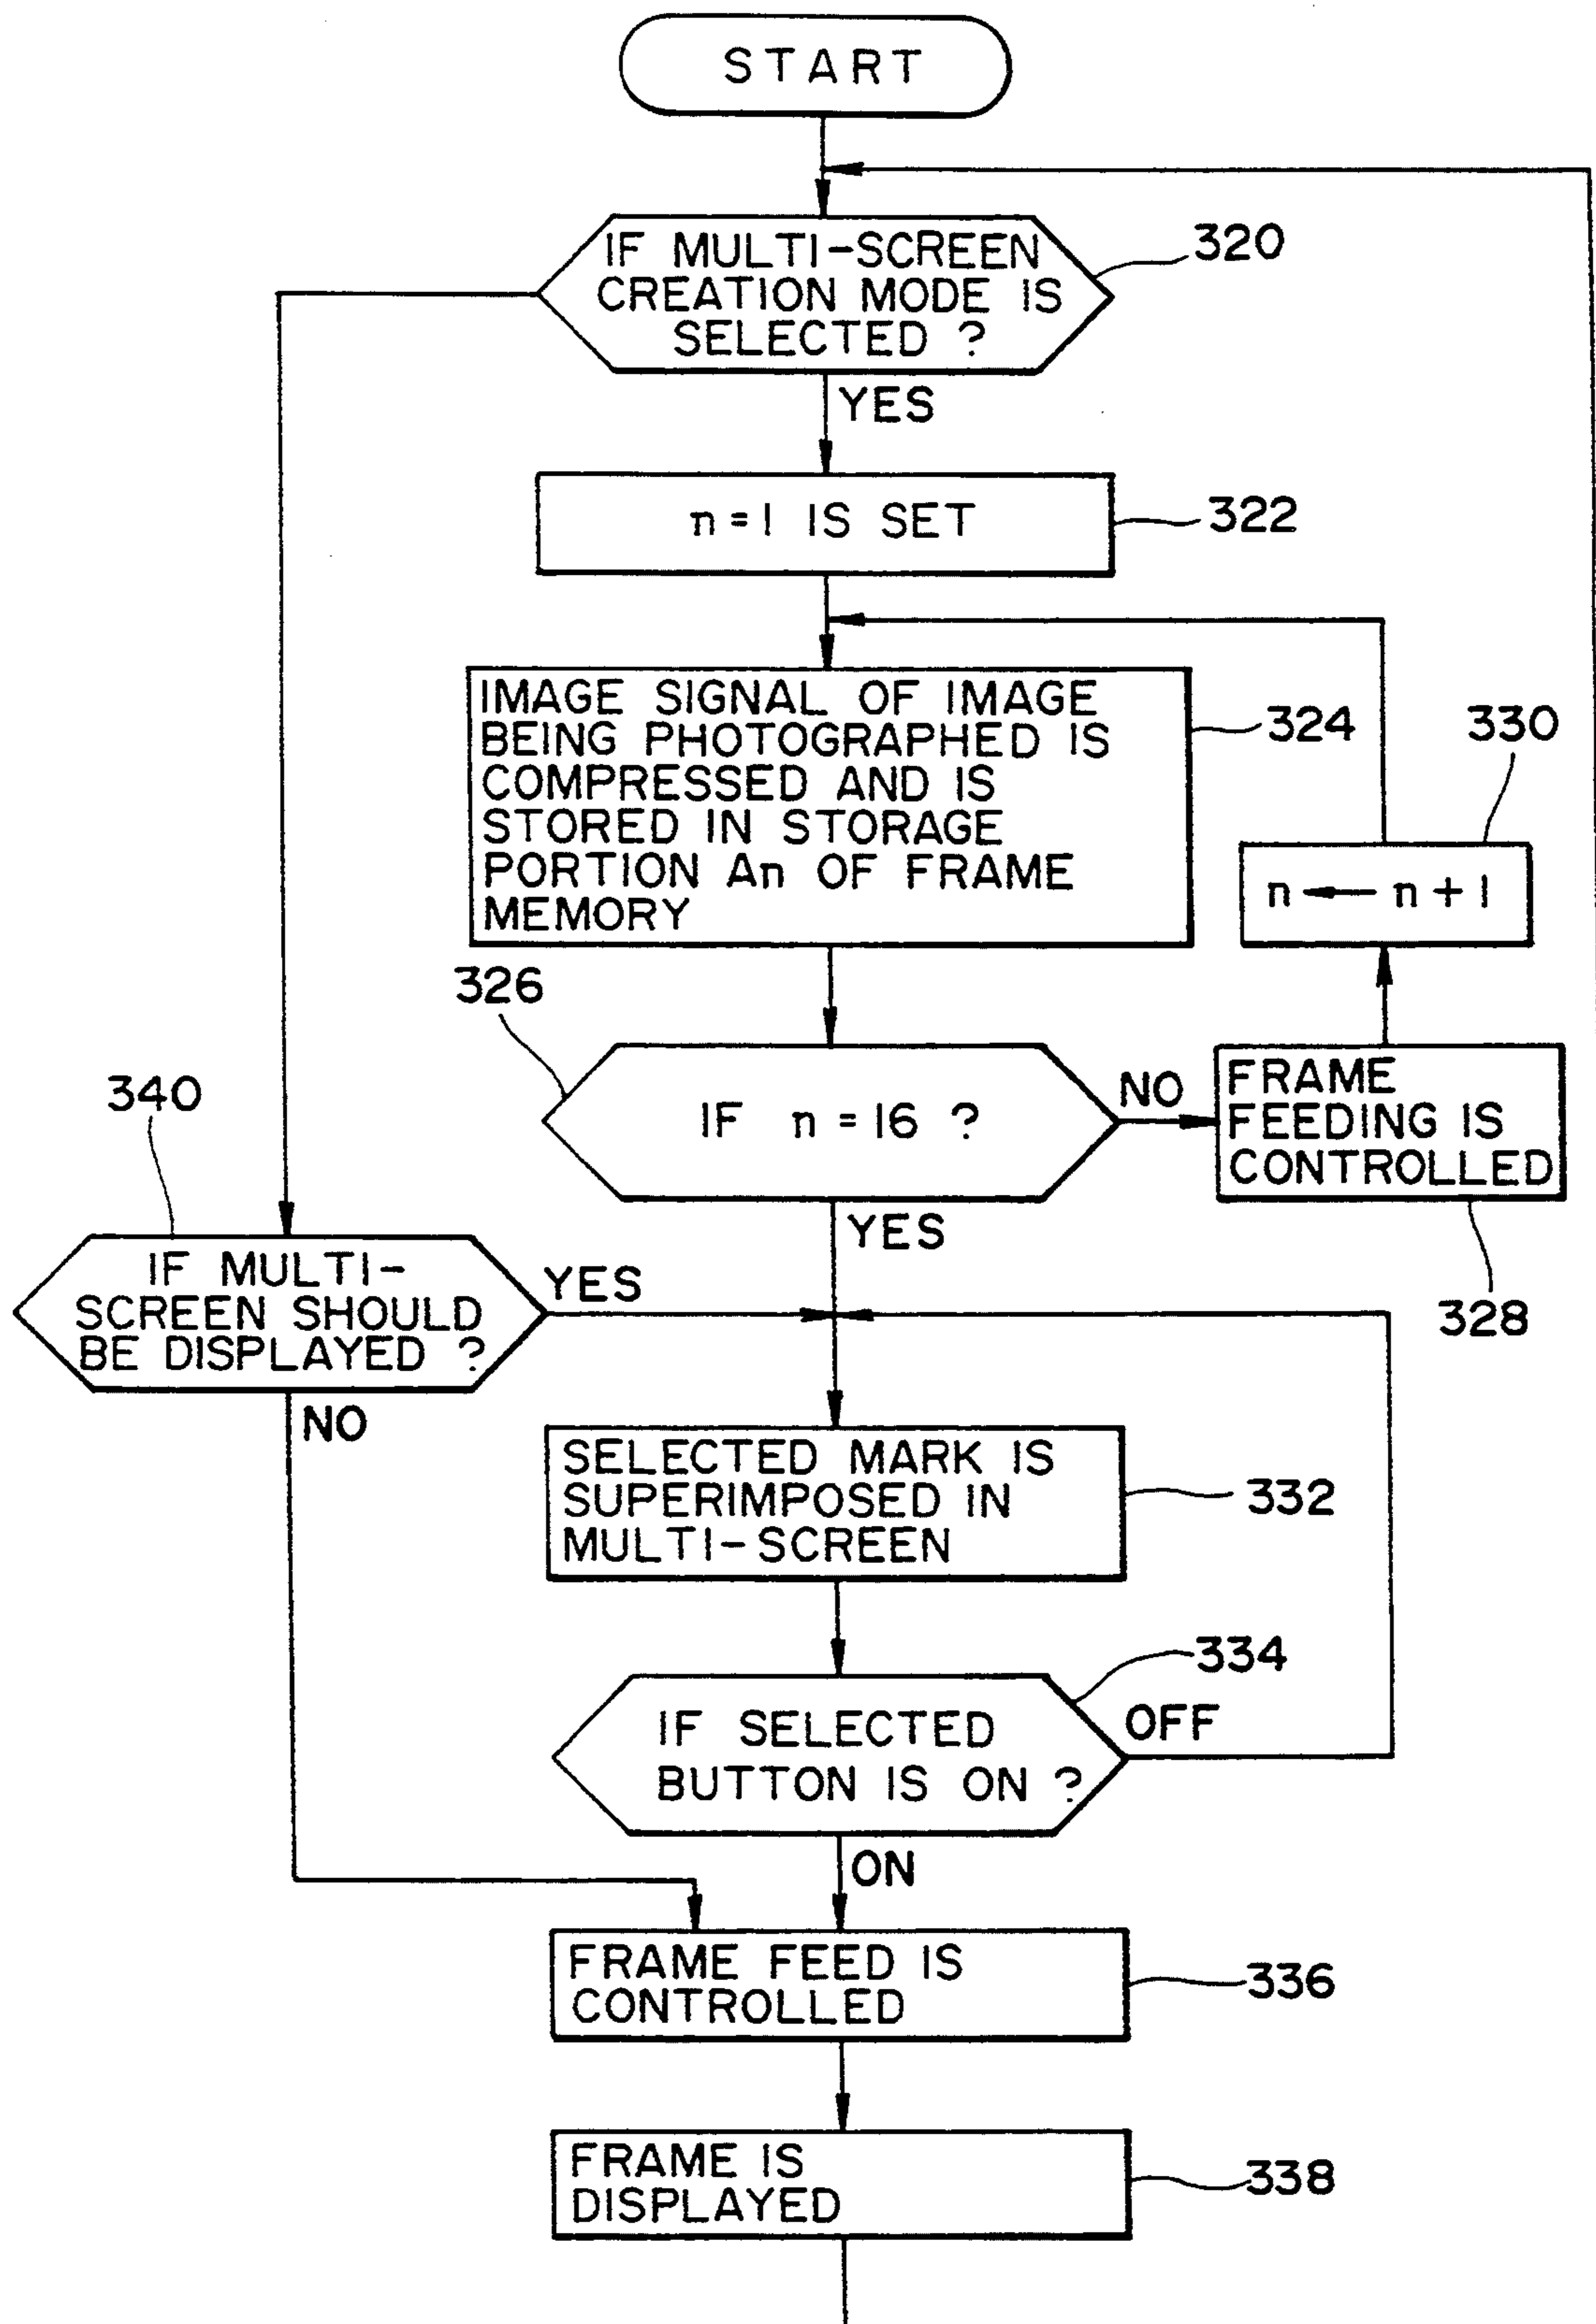 START
IF MULTI-SCREEN
CREATION MODE IS
SELECTED ?
320
YES
n=1 IS SET
322
IMAGE SIGNAL OF IMAGE
BEING PHOTOGRAPHED IS
COMPRESSED AND IS
STORED IN STORAGE
PORTION An OF FRAME
MEMORY
324
330
n ← n+1
326
IF n=16 ?
NO
FRAME
FEEDING IS
CONTROLLED
328
YES
340
IF MULTI-
SCREEN SHOULD
BE DISPLAYED ?
YES
NO
SELECTED MARK IS
SUPERIMPOSED IN
MULTI-SCREEN
332
334
IF SELECTED
BUTTON IS ON ?
OFF
ON
FRAME FEED IS
CONTROLLED
336
FRAME IS
DISPLAYED
338